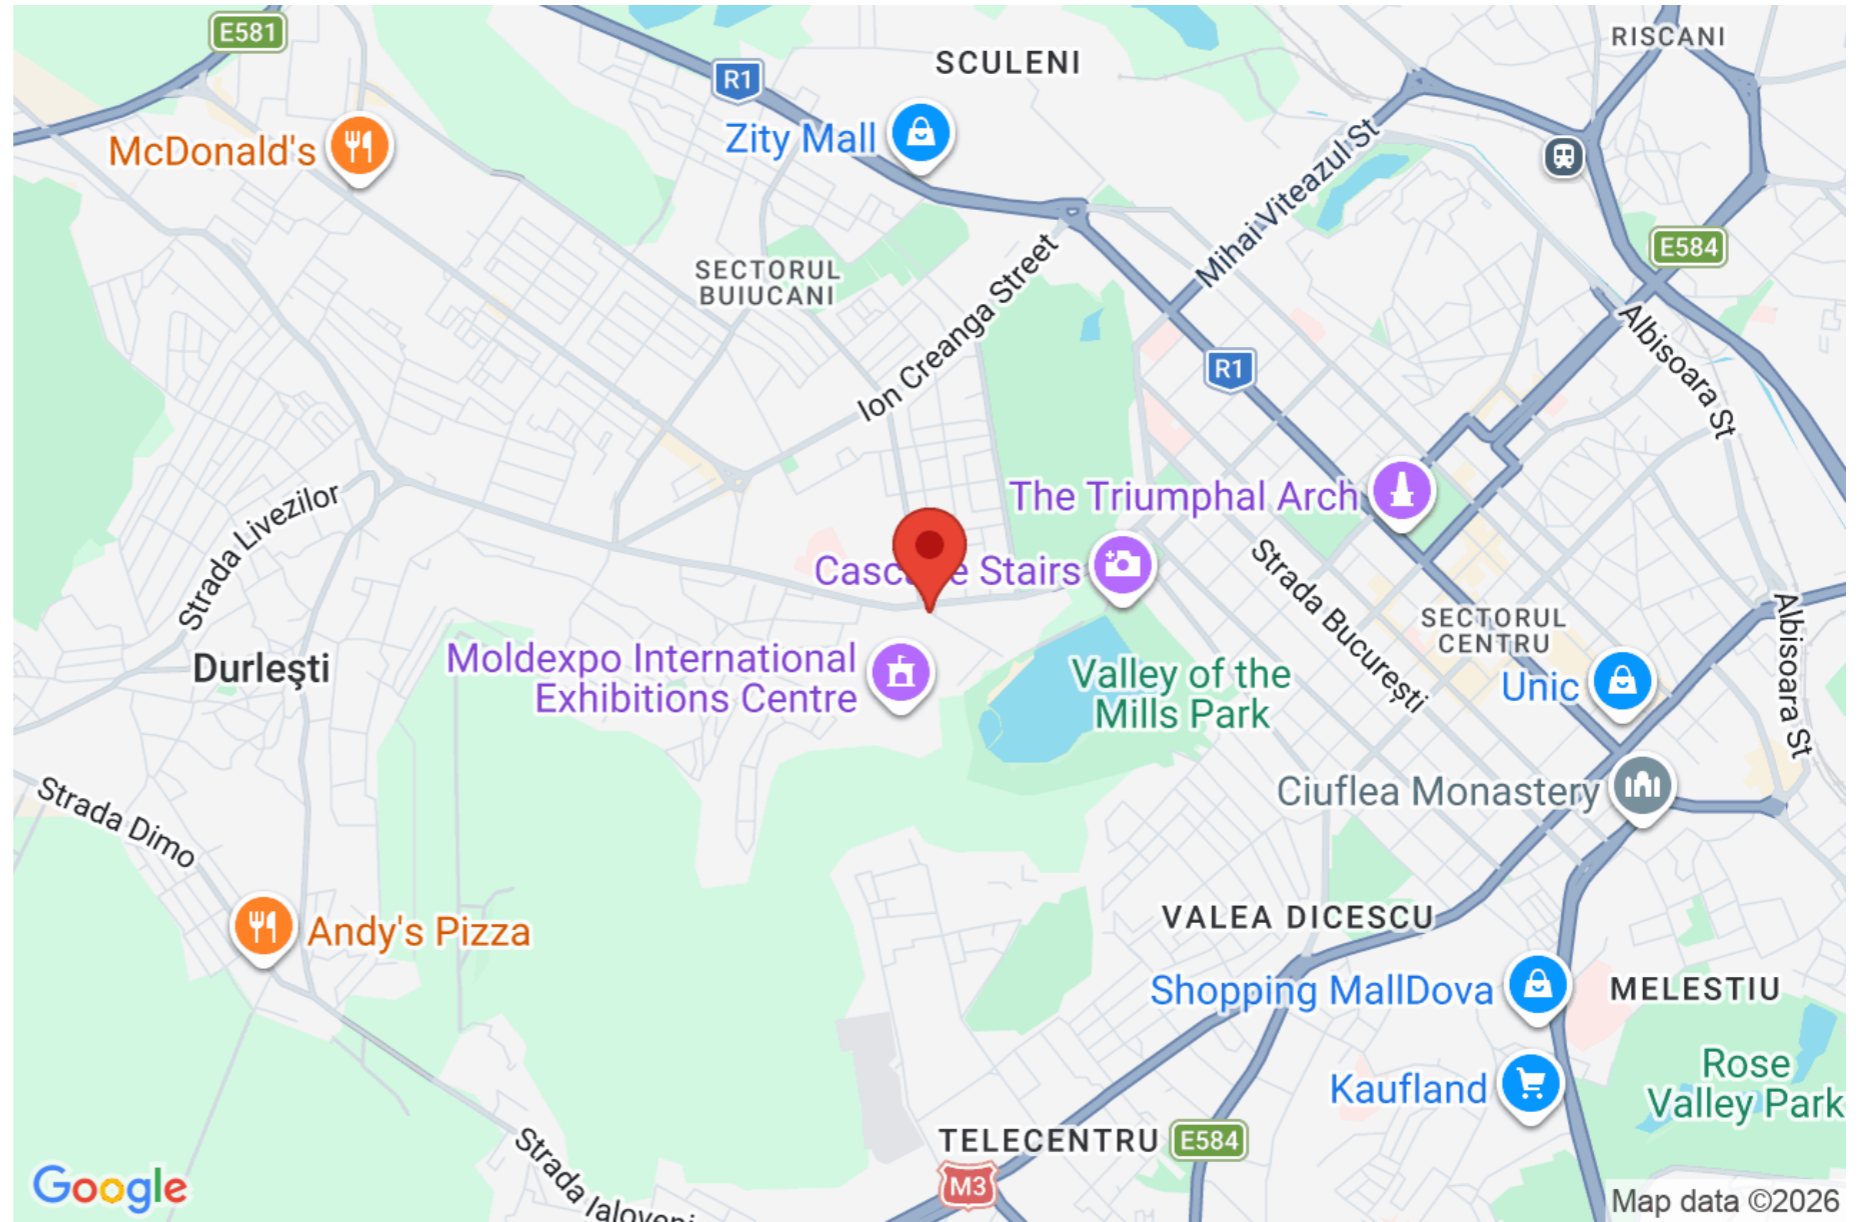 E581
SCULENI
RISCANI
R1
Zity Mall
McDonald's
Mihai Viteazul St
E584
SECTORUL
BUIUCANI
Ion Creanga Street
Albisoara St
R1
The Triumphal Arch
Strada Livezilor
Stairs
Strada București
SECTORUL
CENTRU
Albisoara St
Durleşti
Moldexpo International
Exhibitions Centre
Valley of the
Mills Park
Unic
Strada Dimo
Ciuflea Monastery
Andy's Pizza
VALEA DICESCU
Shopping MallDova
MELESTIU
Rose
Valley Park
Kaufland
TELECENTRU
E584
Strada Ialoveni
M3
Google
Map data ©2026